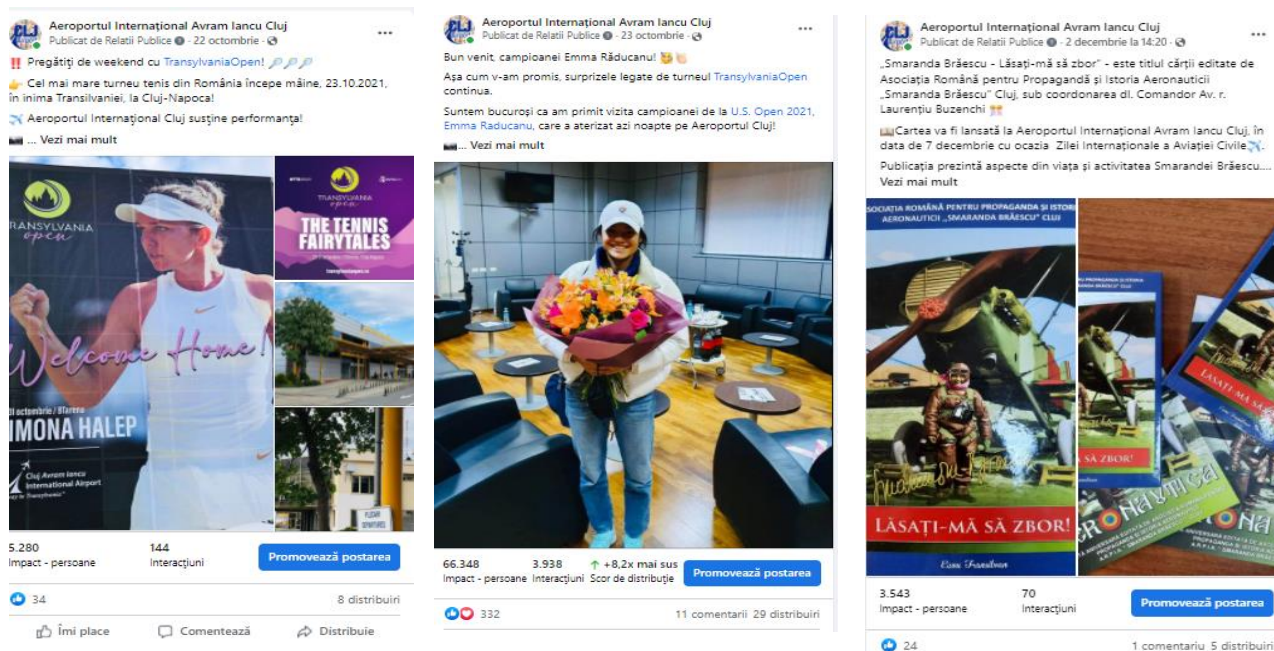 Aeroportul Internațional Avram Iancu Cluj
Publicat de Relatii Publice · 22 octombrie ·
Pregătiți de weekend cu TransylvaniaOpen!
Cel mai mare turneu tenis din România începe mâine, 23.10.2021,
în inima Transilvaniei, la Cluj-Napoca!
Aeroportul Internațional Cluj susține performanța!
... Vezi mai mult
TRANSYLVANIA
open
Welcome Home!
octombrie / BTarena
SIMONA HALEP
Cluj Avram Iancu
International Airport
TRANSYLVANIA
open
THE TENNIS
FAIRYTALES
PLECARI
DEPARTURES
5.280
Impact - persoane
144
Interacțiuni
Promovează postarea
34
8 distribuiri
Îmi place
Comentează
Distribuie
Aeroportul Internațional Avram Iancu Cluj
Publicat de Relatii Publice · 23 octombrie ·
Bun venit, campioanei Emma Răducanu!
Așa cum v-am promis, surprizele legate de turneul TransylvaniaOpen
continua.
Suntem bucuroși ca am primit vizita campioanei de la U.S. Open 2021,
Emma Raducanu, care a aterizat azi noapte pe Aeroportul Cluj!
... Vezi mai mult
66.348
Impact - persoane
3.938
Interacțiuni
+8,2x mai sus
Scor de distribuție
Promovează postarea
332
11 comentarii 29 distribuiri
Aeroportul Internațional Avram Iancu Cluj
Publicat de Relatii Publice · 2 decembrie la 14:20 ·
„Smaranda Brăescu - Lăsați-mă să zbor" - este titlul cărții editate de
Asociația Română pentru Propagandă și Istoria Aeronauticii
„Smaranda Brăescu" Cluj, sub coordonarea dl. Comandor Av. r.
Laurențiu Buzenchi
Cartea va fi lansată la Aeroportul Internațional Avram Iancu Cluj, în
data de 7 decembrie cu ocazia Zilei Internaționale a Aviației Civile.
Publicația prezintă aspecte din viața și activitatea Smarandei Brăescu....
Vezi mai mult
SOCIAȚIA ROMÂNĂ PENTRU PROPAGANDA ȘI ISTORI
AERONAUTICII „SMARANDA BRĂESCU" CLUJ
LĂSAȚI-MĂ SĂ ZBOR!
SĂ ZBOR!
3.543
Impact - persoane
70
Interacțiuni
Promovează postarea
24
1 comentariu 5 distribuiri